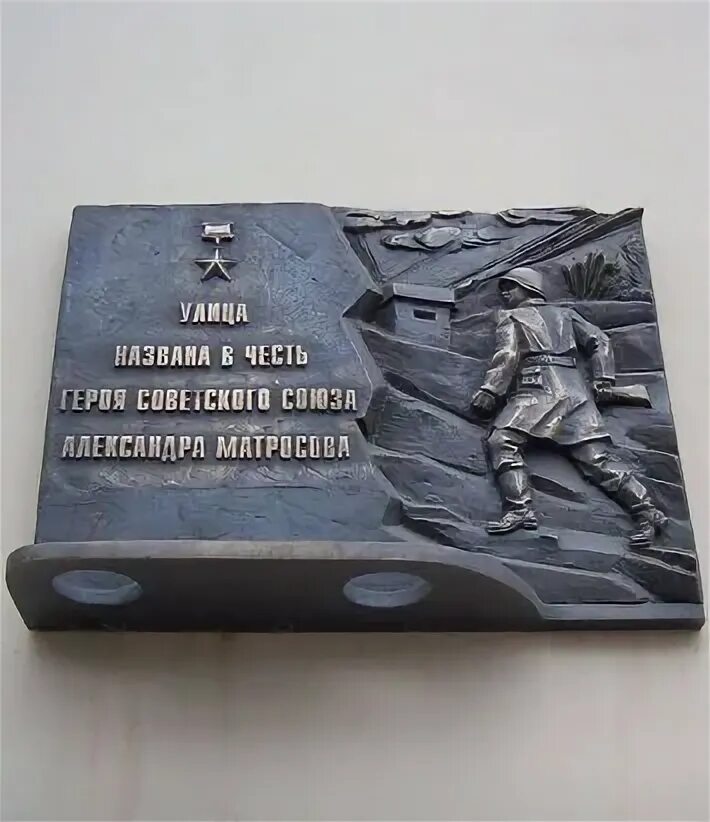 УЛИЦА
НАЗВАНА В ЧЕСТЬ
ГЕРОЯ СОВЕТСКОГО СОЮЗА
АЛЕКСАНДРА МАТРОСОВА